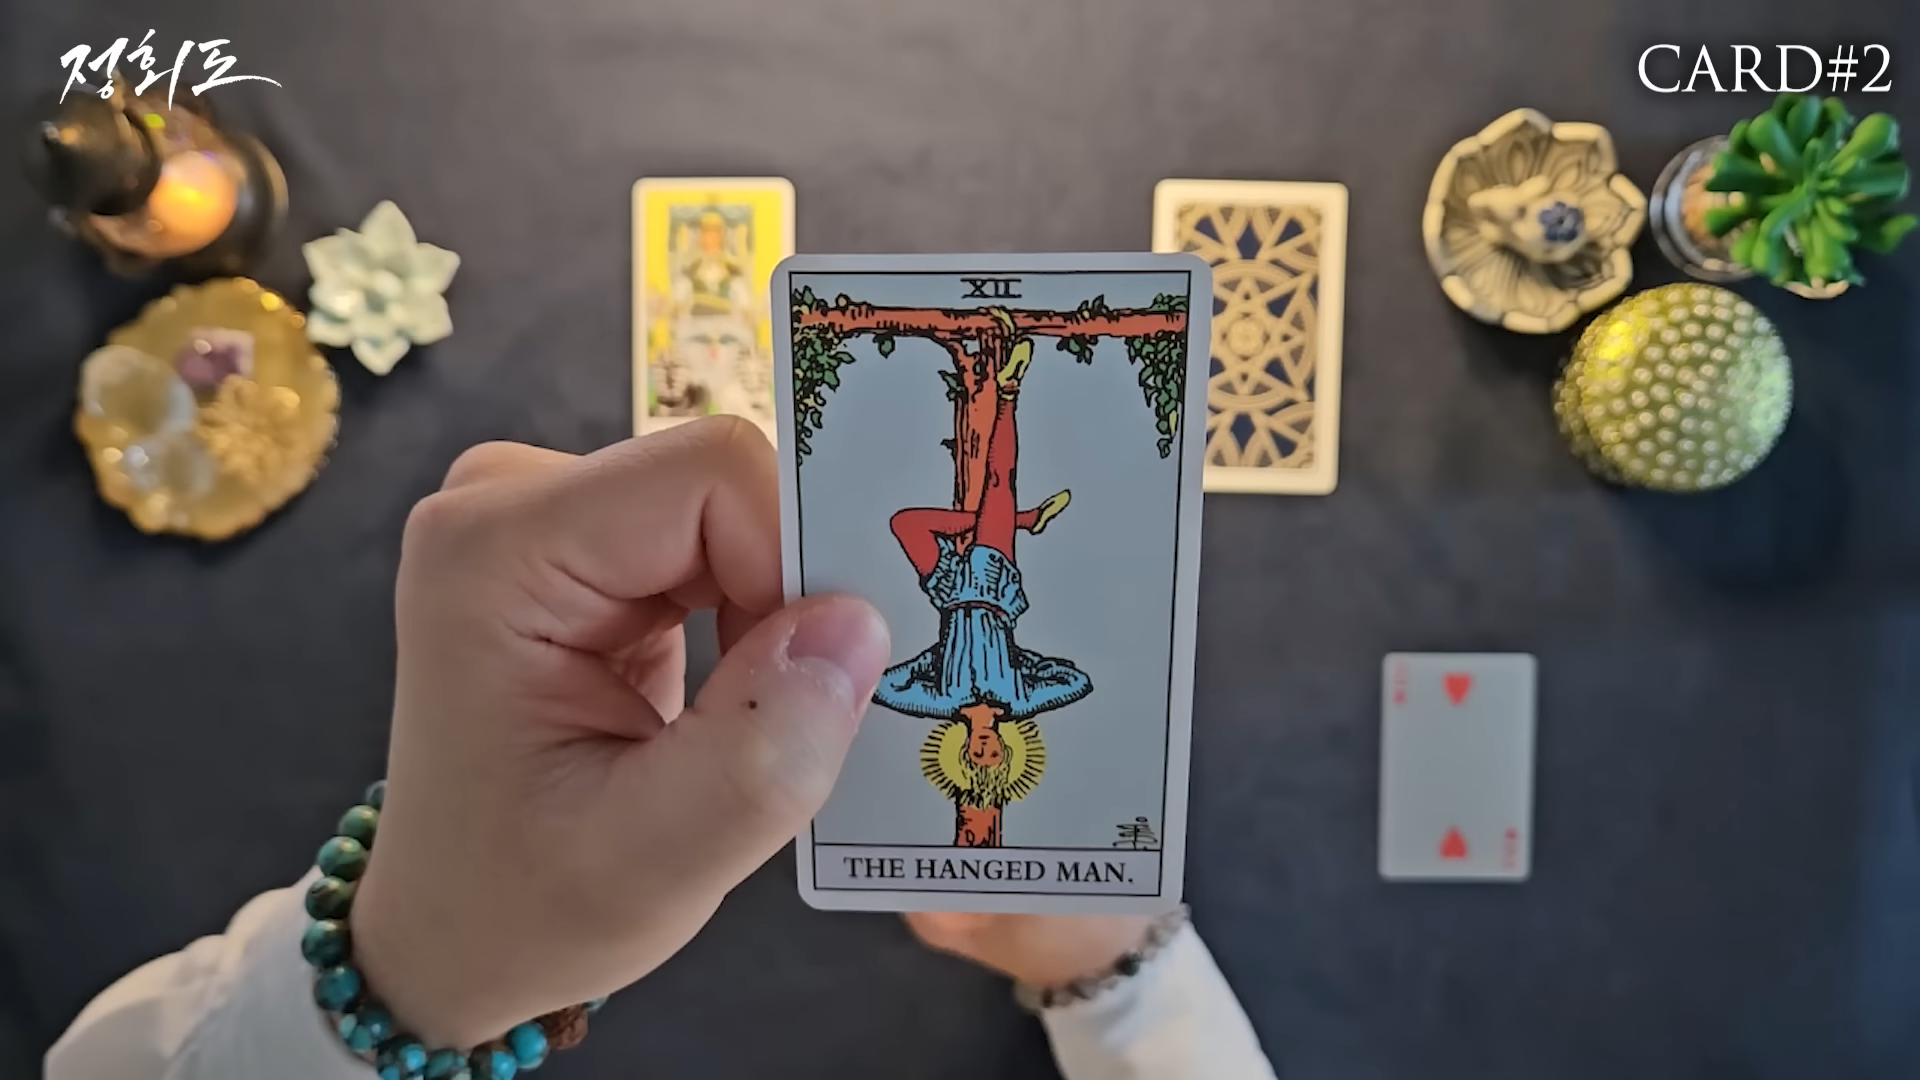 정회도
CARD#2
XII
THE HANGED MAN.